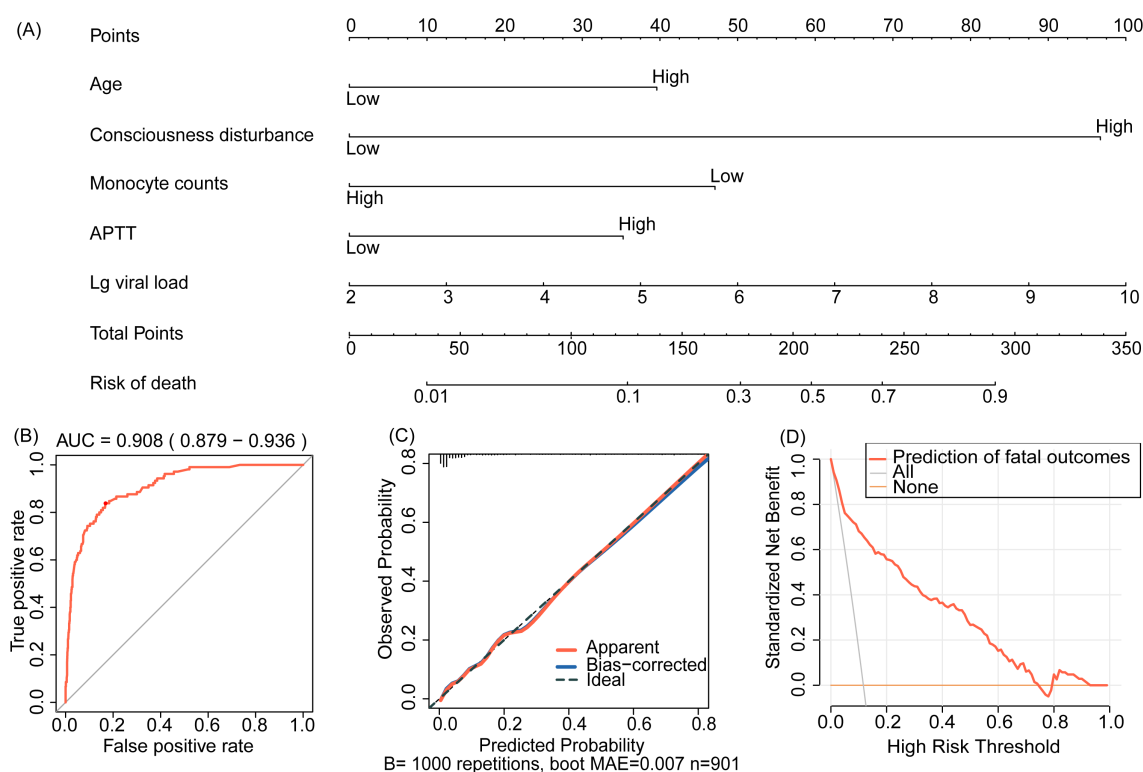 (A)
Points
0 10 20 30 40 50 60 70 80 90 100
Age
Low High
Consciousness disturbance
Low High
Monocyte counts
High Low
APTT
Low High
Lg viral load
2 3 4 5 6 7 8 9 10
Total Points
0 50 100 150 200 250 300 350
Risk of death
0.01 0.1 0.3 0.5 0.7 0.9
(B)
AUC = 0.908 ( 0.879 − 0.936 )
True positive rate
1.0
0.8
0.6
0.4
0.2
0.0
0.0 0.2 0.4 0.6 0.8 1.0
False positive rate
(C)
Observed Probability
0.8
0.6
0.4
0.2
0.0
Apparent
Bias−corrected
Ideal
0.0 0.2 0.4 0.6 0.8
Predicted Probability
B= 1000 repetitions, boot MAE=0.007 n=901
(D)
Prediction of fatal outcomes
All
None
Standardized Net Benefit
1.0
0.8
0.6
0.4
0.2
0.0
0.0 0.2 0.4 0.6 0.8 1.0
High Risk Threshold